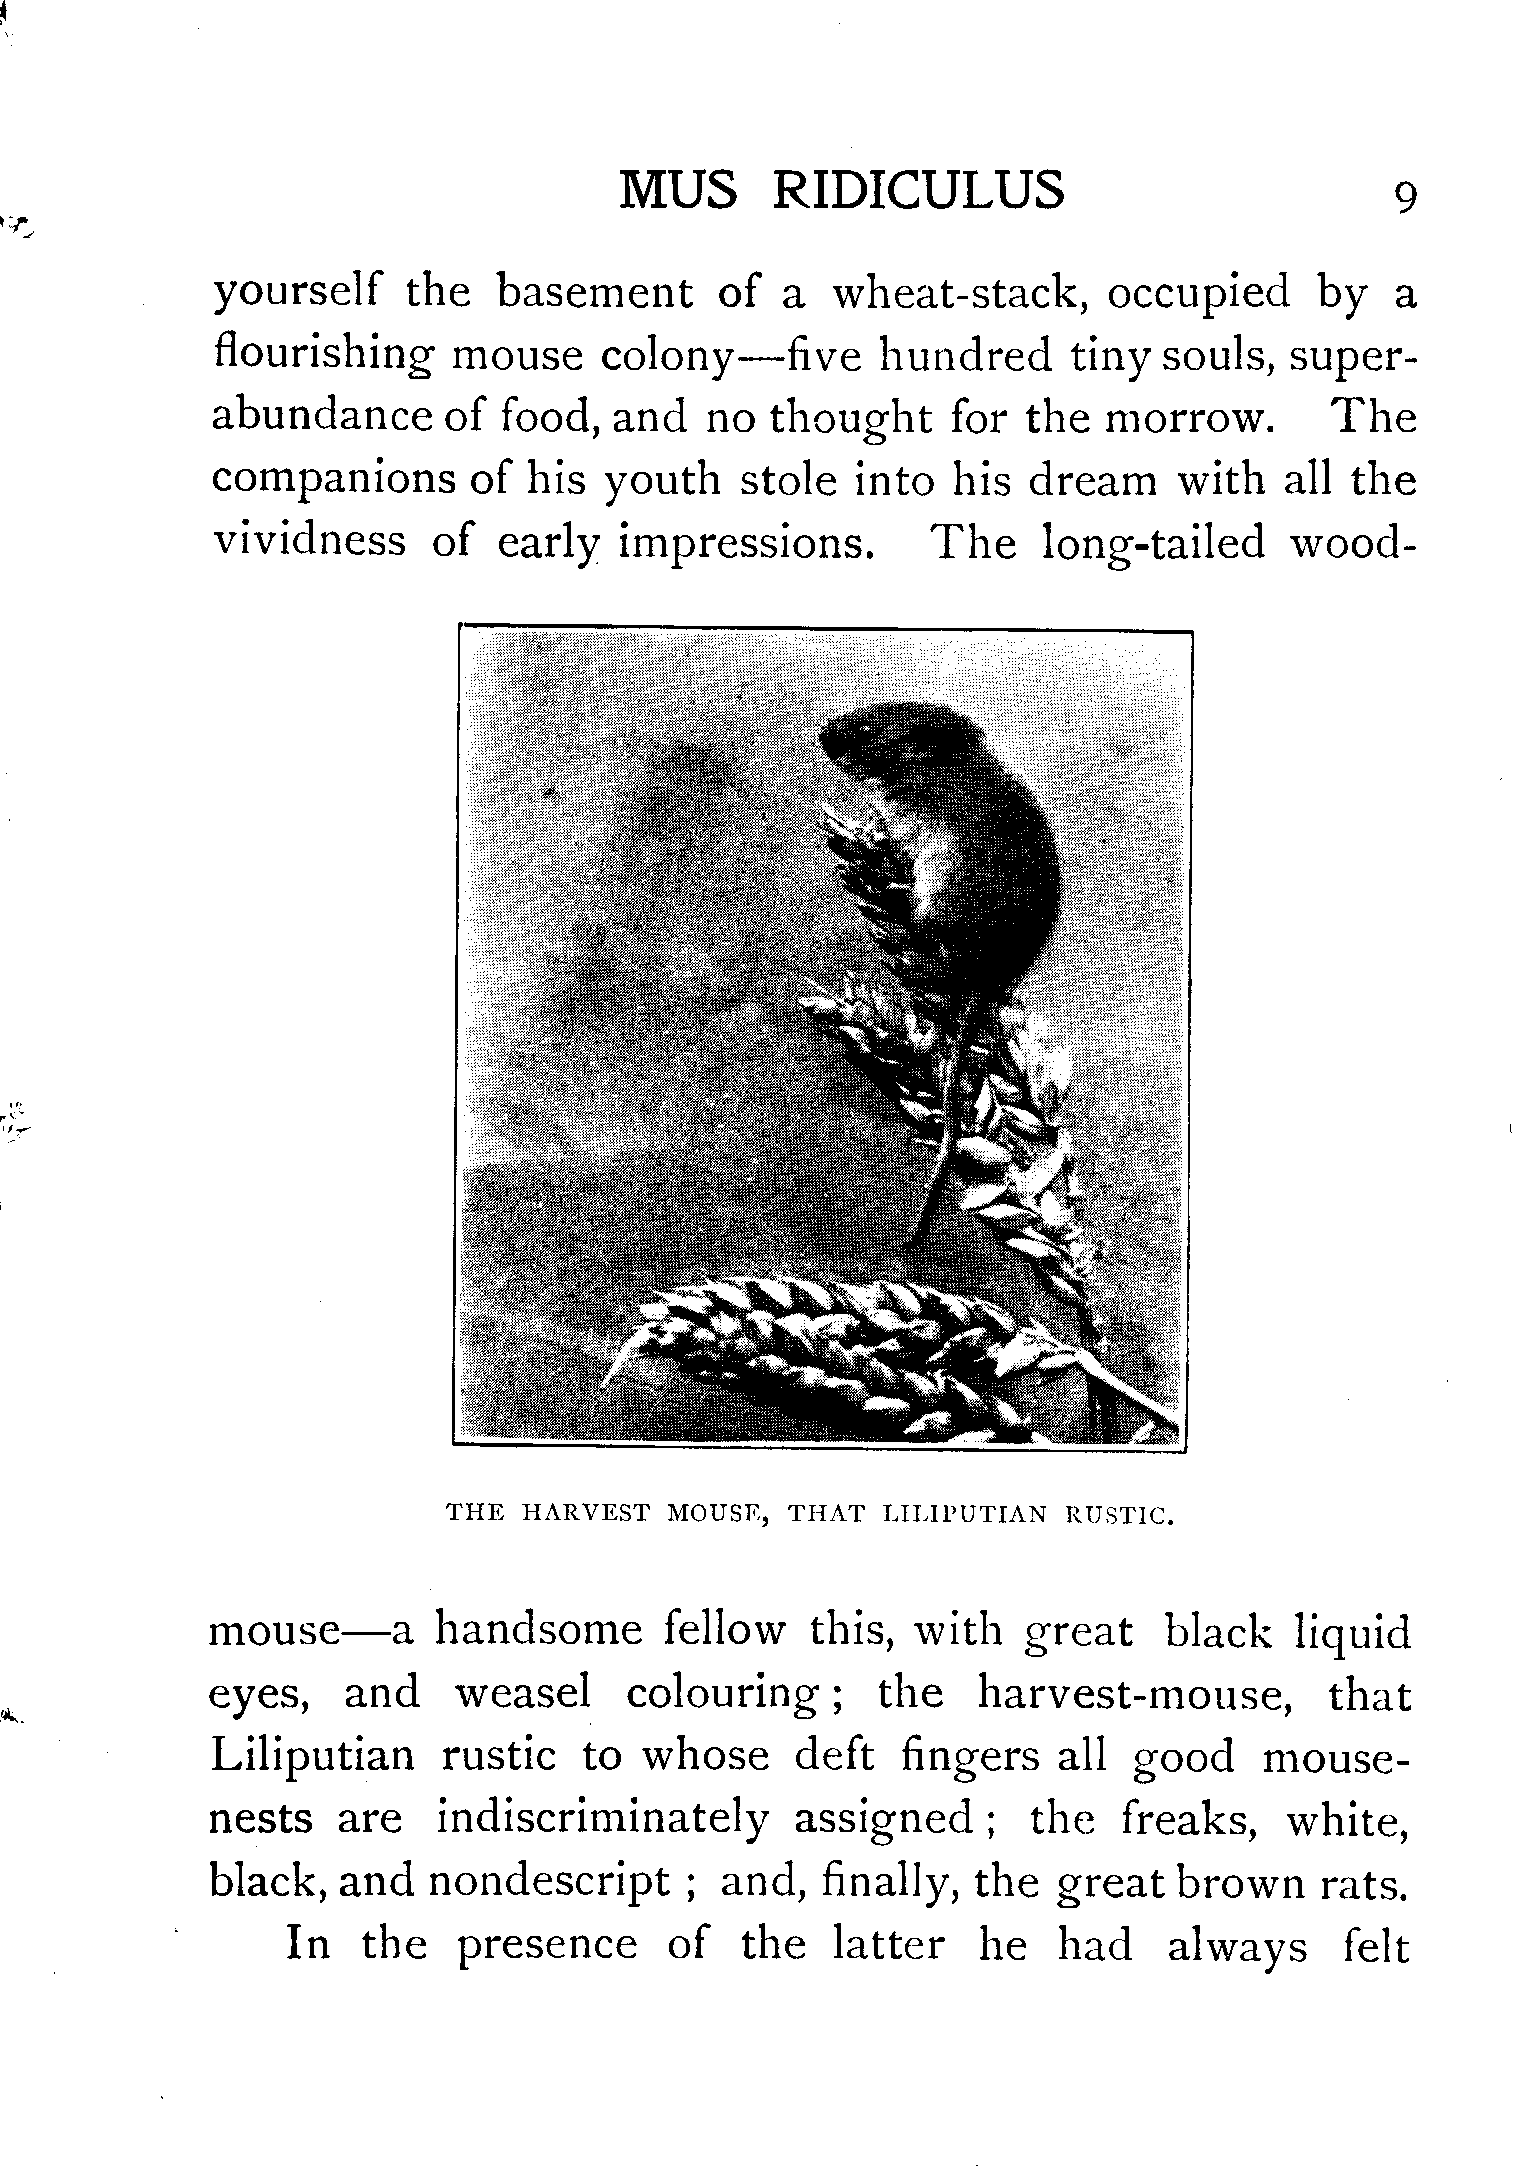 MUS RIDICULUS 9
yourself the basement of a wheat-stack, occupied by a
flourishing mouse colony—five hundred tiny souls, super-
abundance of food, and no thought for the morrow. The
companions of his youth stole into his dream with all the
vividness of early impressions. The long-tailed wood-
THE HARVEST MOUSE, THAT LILIPUTIAN RUSTIC.
mouse—a handsome fellow this, with great black liquid
eyes, and weasel colouring; the harvest-mouse, that
Liliputian rustic to whose deft fingers all good mouse-
nests are indiscriminately assigned; the freaks, white,
black, and nondescript; and, finally, the great brown rats.
In the presence of the latter he had always felt